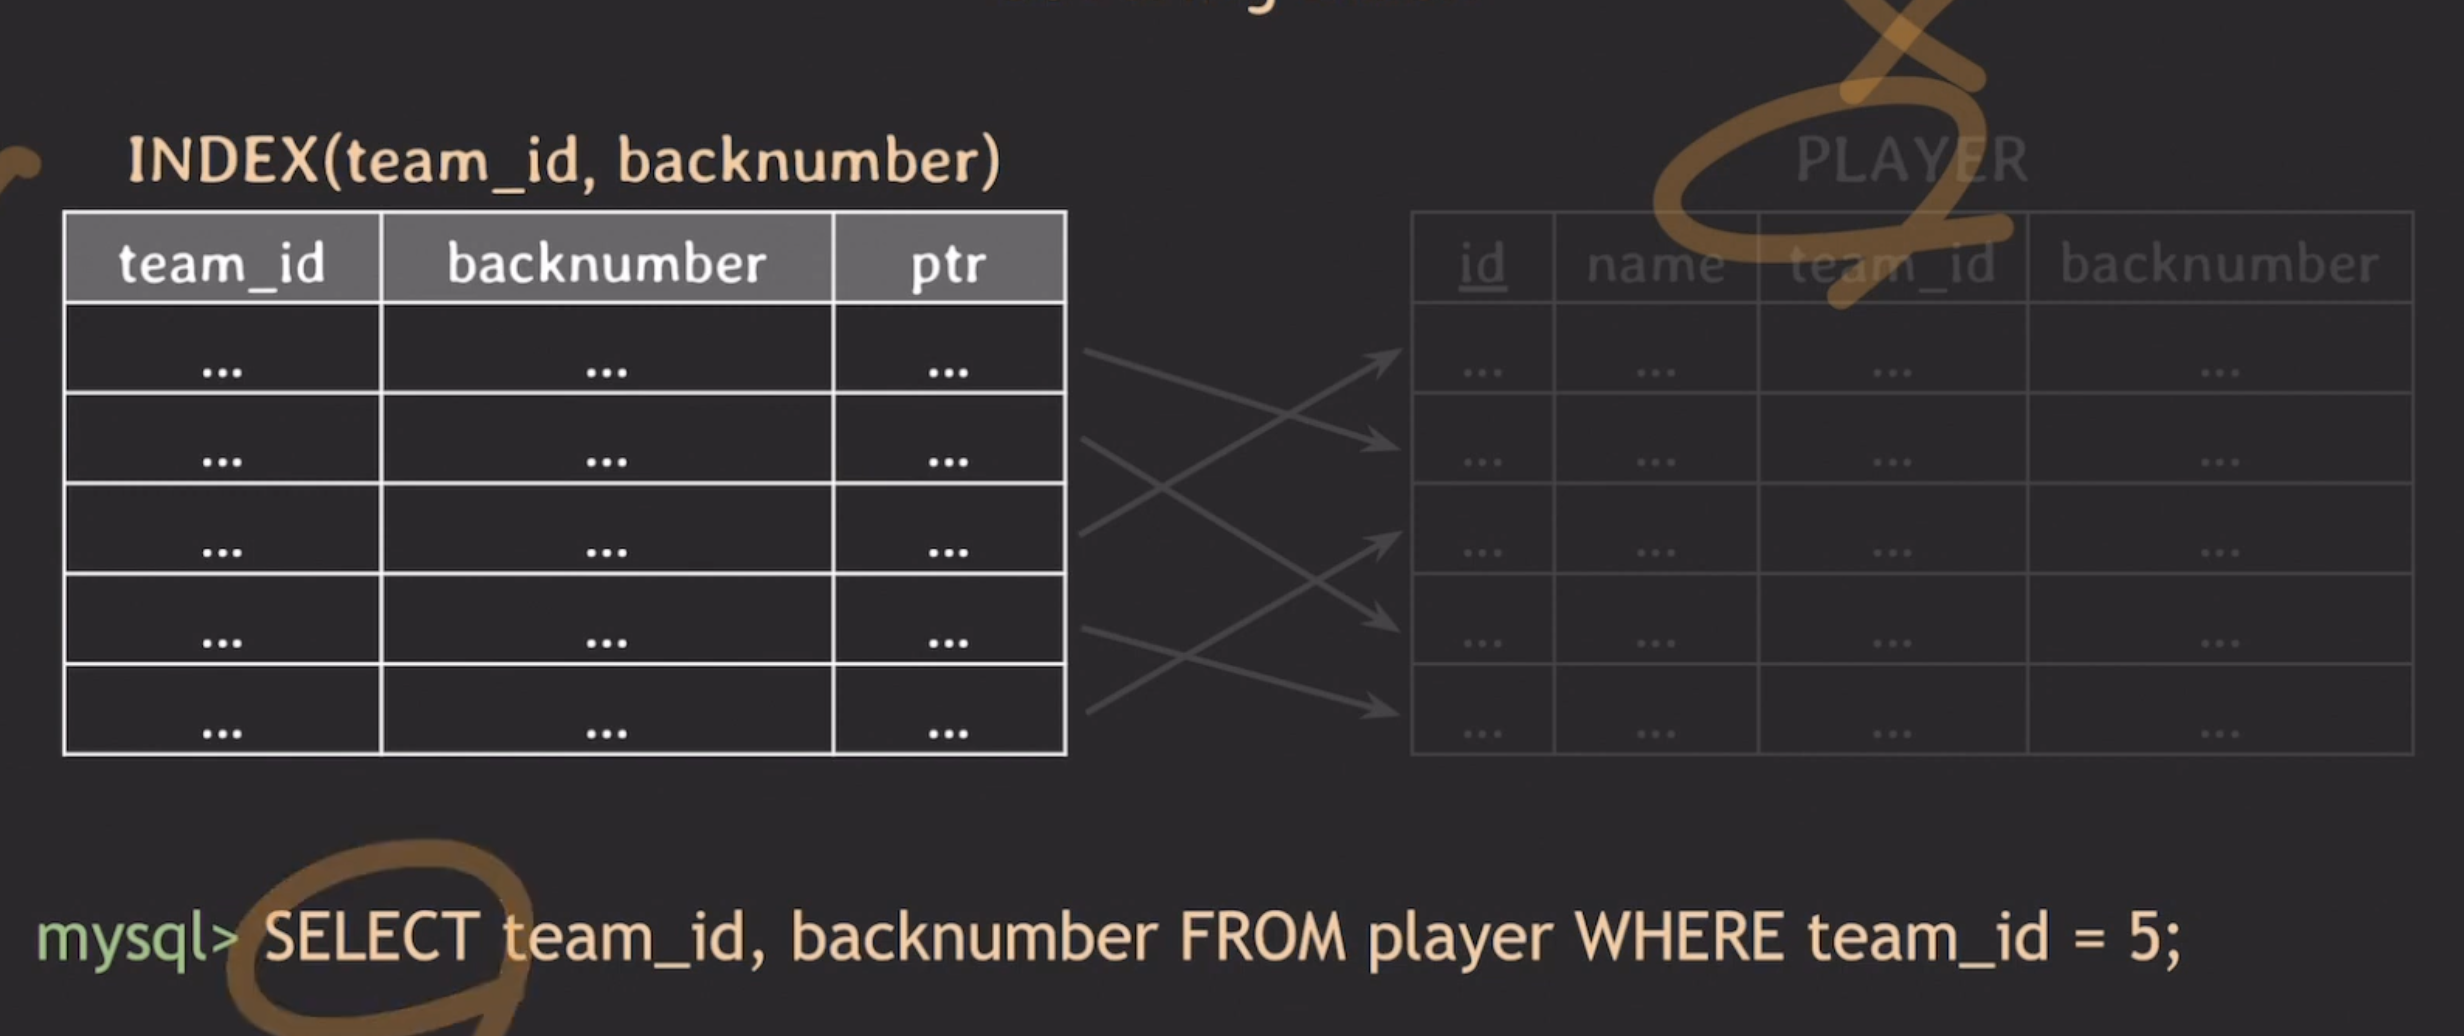 INDEX(team_id, backnumber)
PLAYER
team_id backnumber ptr
id name team_id backnumber
... ... ... ... ... ... ...
... ... ... ... ... ... ...
... ... ... ... ... ... ...
... ... ... ... ... ... ...
... ... ... ... ... ... ...
mysql> SELECT team_id, backnumber FROM player WHERE team_id = 5;